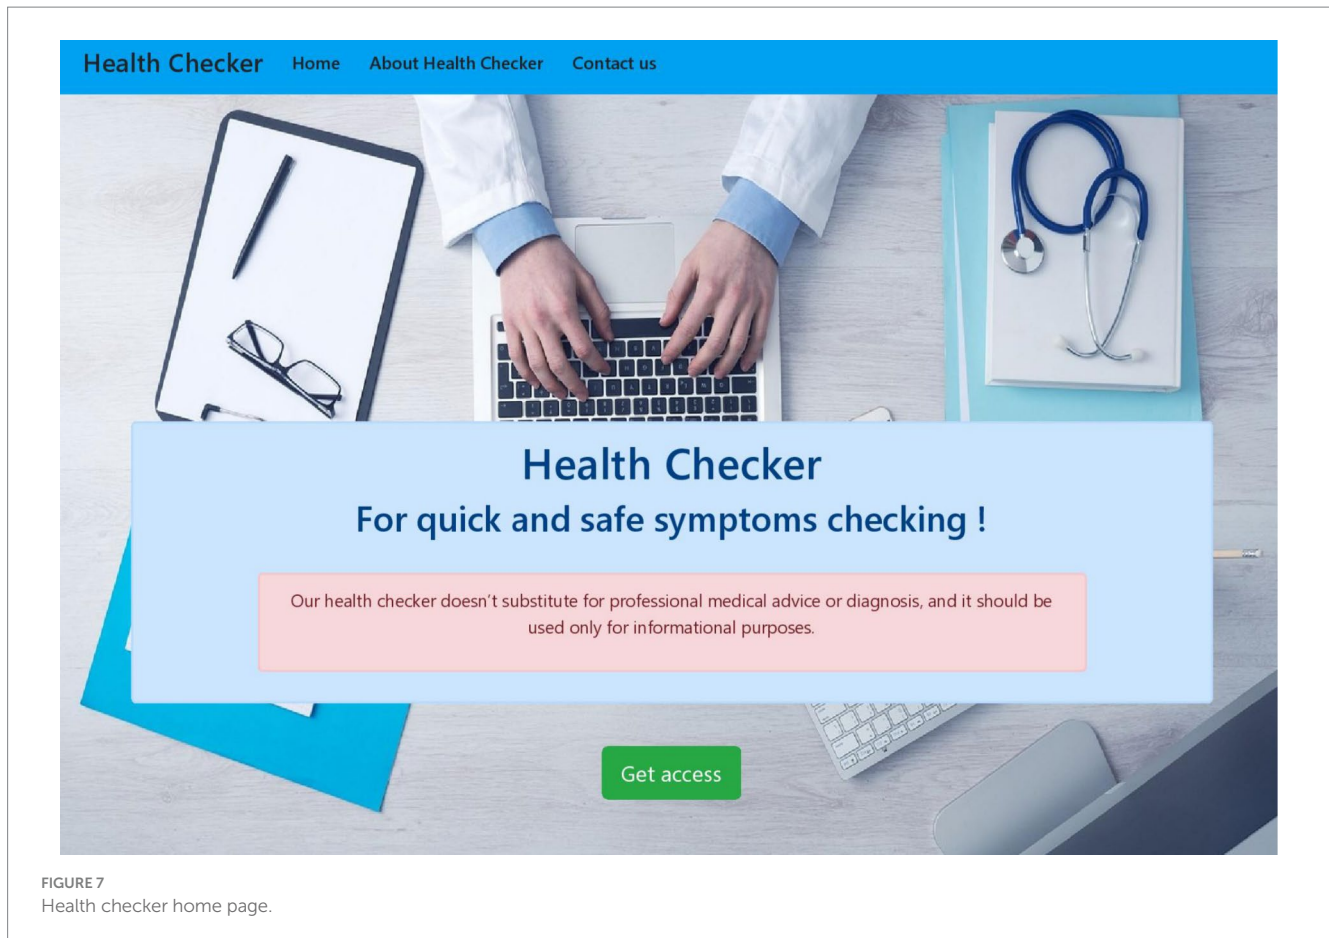 Health Checker Home About Health Checker Contact us
Health Checker
For quick and safe symptoms checking !
Our health checker doesn’t substitute for professional medical advice or diagnosis, and it should be
used only for informational purposes.
Get access
FIGURE 7
Health checker home page.